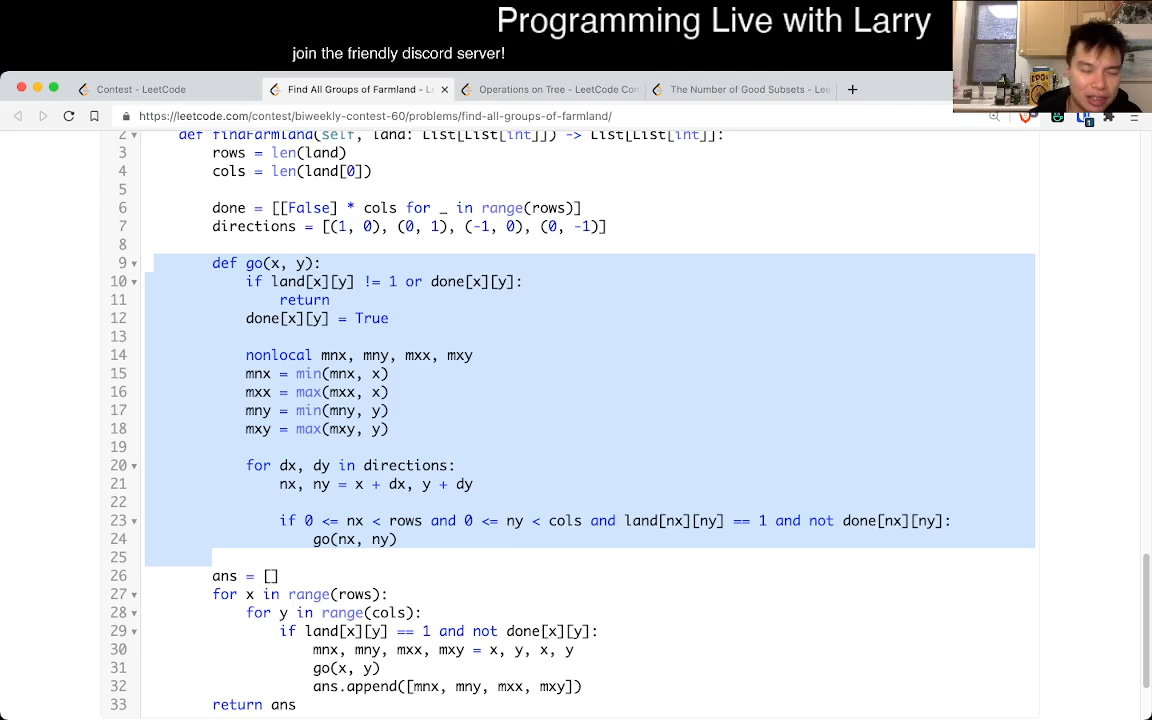 Programming Live with Larry
join the friendly discord server!
Contest - LeetCode
Find All Groups of Farmland - L
Operations on Tree - LeetCode Con
The Number of Good Subsets - Lee
https://leetcode.com/contest/biweekly-contest-60/problems/find-all-groups-of-farmland/
2 def findFarmland(self, land: List[List[int]]) -> List[List[int]]:
3 rows = len(land)
4 cols = len(land[0])
5
6 done = [[False] * cols for _ in range(rows)]
7 directions = [(1, 0), (0, 1), (-1, 0), (0, -1)]
8
9 def go(x, y):
10 if land[x][y] != 1 or done[x][y]:
11 return
12 done[x][y] = True
13
14 nonlocal mnx, mny, mxx, mxy
15 mnx = min(mnx, x)
16 mxx = max(mxx, x)
17 mny = min(mny, y)
18 mxy = max(mxy, y)
19
20 for dx, dy in directions:
21 nx, ny = x + dx, y + dy
22
23 if 0 <= nx < rows and 0 <= ny < cols and land[nx][ny] == 1 and not done[nx][ny]:
24 go(nx, ny)
25
26 ans = []
27 for x in range(rows):
28 for y in range(cols):
29 if land[x][y] == 1 and not done[x][y]:
30 mnx, mny, mxx, mxy = x, y, x, y
31 go(x, y)
32 ans.append([mnx, mny, mxx, mxy])
33 return ans